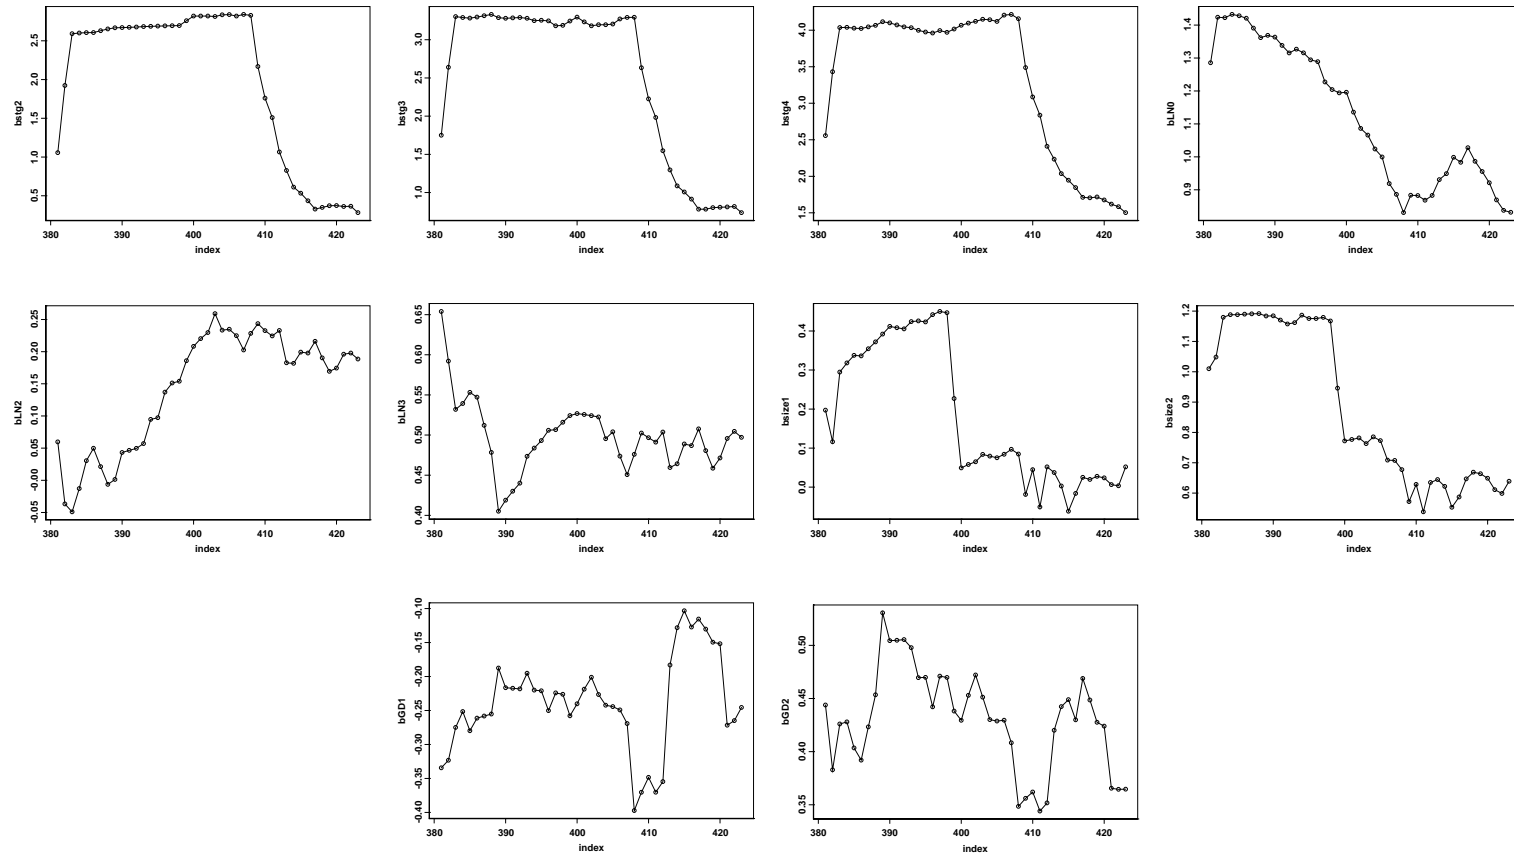 bstg2
0.5 1.0 1.5 2.0 2.5
380 390 400 410 420
index
bstg3
1.0 1.5 2.0 2.5 3.0
380 390 400 410 420
index
bstg4
1.5 2.0 2.5 3.0 3.5 4.0
380 390 400 410 420
index
bLN0
0.9 1.0 1.1 1.2 1.3 1.4
380 390 400 410 420
index
bLN2
-0.05 -0.00 0.05 0.10 0.15 0.20 0.25
380 390 400 410 420
index
bLN3
0.40 0.45 0.50 0.55 0.60 0.65
380 390 400 410 420
index
bsize1
0.0 0.1 0.2 0.3 0.4
380 390 400 410 420
index
bsize2
0.6 0.7 0.8 0.9 1.0 1.1 1.2
380 390 400 410 420
index
bGD1
-0.40 -0.35 -0.30 -0.25 -0.20 -0.15 -0.10
380 390 400 410 420
index
bGD2
0.35 0.40 0.45 0.50
380 390 400 410 420
index